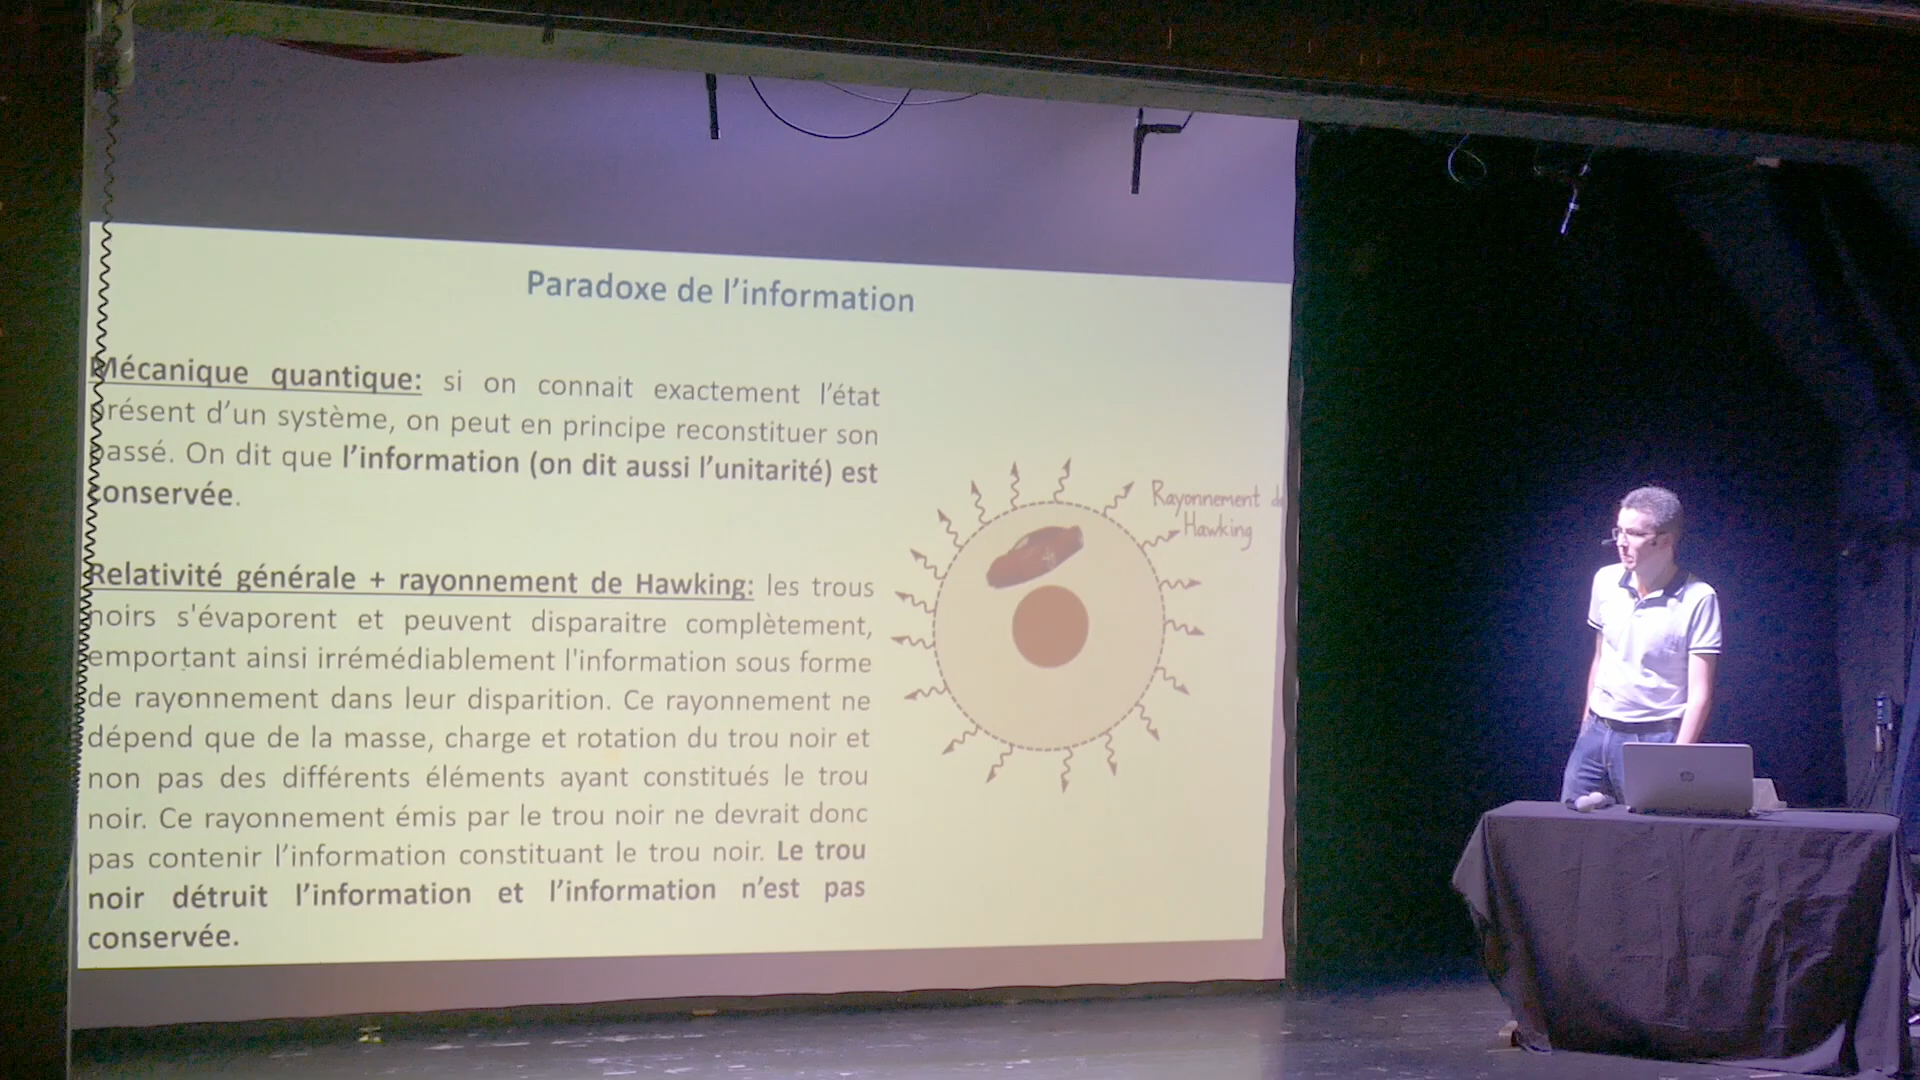 Paradoxe de l’information
Mécanique quantique: si on connait exactement l’état
présent d’un système, on peut en principe reconstituer son
passé. On dit que l’information (on dit aussi l’unitarité) est
conservée.
Relativité générale + rayonnement de Hawking: les trous
noirs s'évaporent et peuvent disparaitre complètement,
emportant ainsi irrémédiablement l'information sous forme
de rayonnement dans leur disparition. Ce rayonnement ne
dépend que de la masse, charge et rotation du trou noir et
non pas des différents éléments ayant constitués le trou
noir. Ce rayonnement émis par le trou noir ne devrait donc
pas contenir l’information constituant le trou noir. Le trou
noir détruit l’information et l’information n’est pas
conservée.
Rayonnement de
Hawking
hp